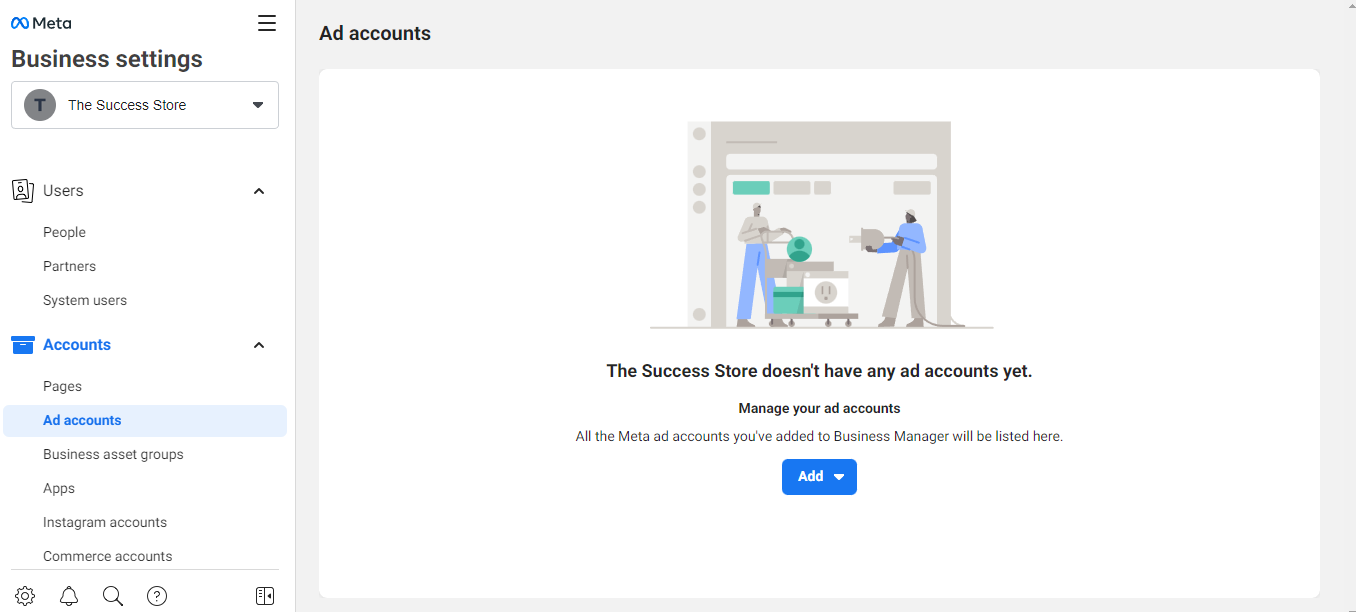 Meta
Business settings
T
The Success Store
Users
People
Partners
System users
Accounts
Pages
Ad accounts
Business asset groups
Apps
Instagram accounts
Commerce accounts
Ad accounts
The Success Store doesn't have any ad accounts yet.
Manage your ad accounts
All the Meta ad accounts you've added to Business Manager will be listed here.
Add